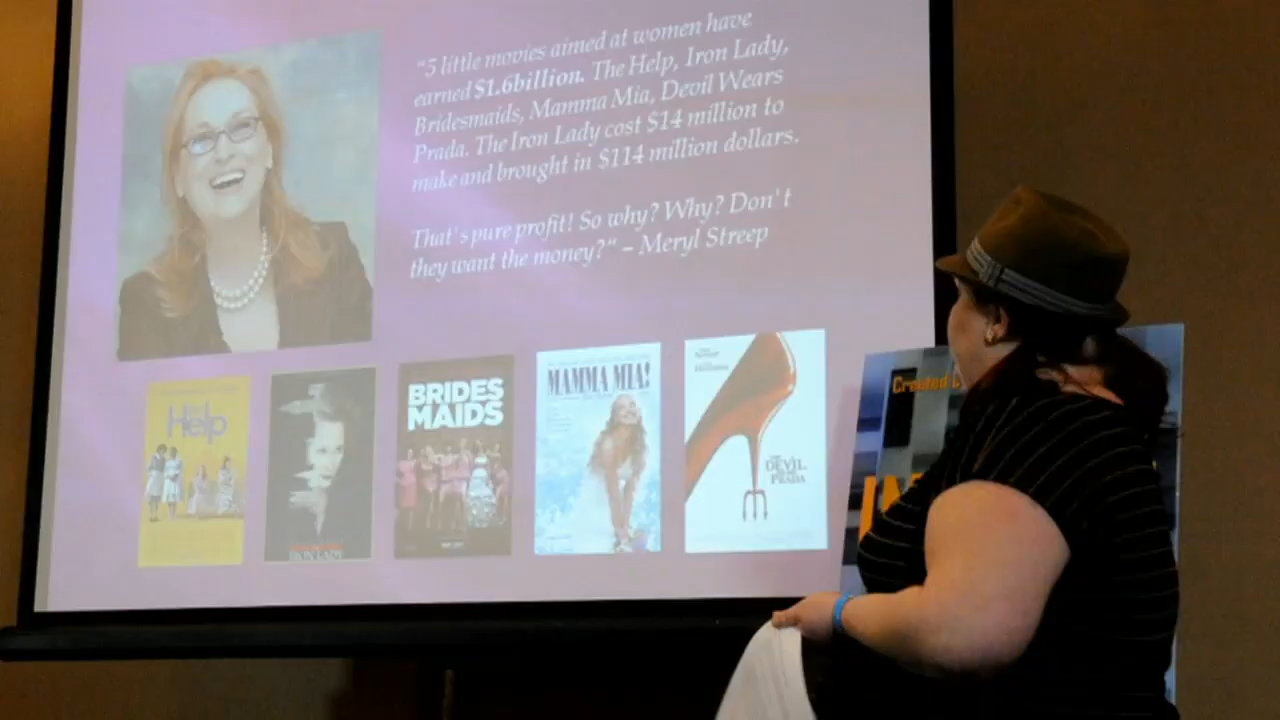 “5 little movies aimed at women have
earned $1.6billion. The Help, Iron Lady,
Bridesmaids, Mamma Mia, Devil Wears
Prada. The Iron Lady cost $14 million to
make and brought in $114 million dollars.
That's pure profit! So why? Why? Don't
they want the money?“ – Meryl Streep
Help
IRON LADY
BRIDES
MAIDS
MAMMA MIA!
DEVIL
PRADA
Created